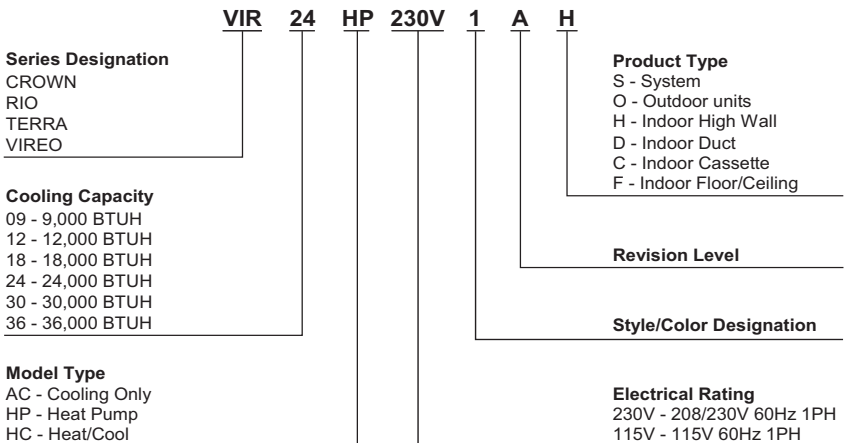 VIR 24 HP 230V 1 A H
Series Designation
CROWN
RIO
TERRA
VIREO
Cooling Capacity
09 - 9,000 BTUH
12 - 12,000 BTUH
18 - 18,000 BTUH
24 - 24,000 BTUH
30 - 30,000 BTUH
36 - 36,000 BTUH
Model Type
AC - Cooling Only
HP - Heat Pump
HC - Heat/Cool
Product Type
S - System
O - Outdoor units
H - Indoor High Wall
D - Indoor Duct
C - Indoor Cassette
F - Indoor Floor/Ceiling
Revision Level
Style/Color Designation
Electrical Rating
230V - 208/230V 60Hz 1PH
115V - 115V 60Hz 1PH